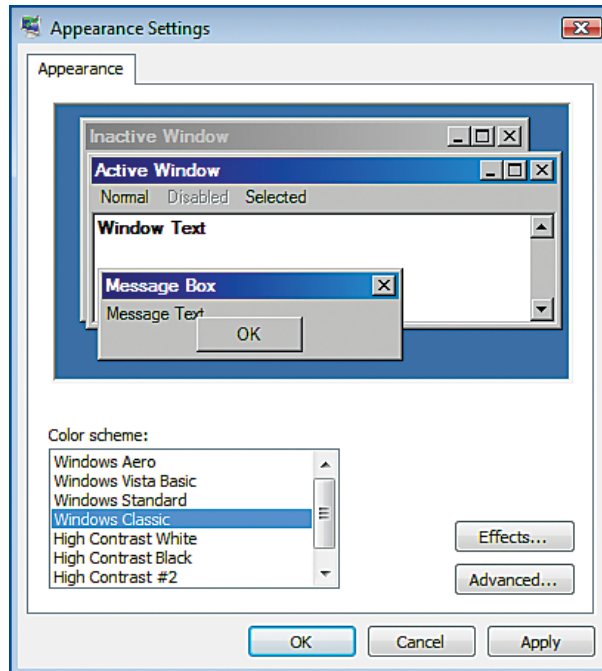 Appearance Settings
Appearance
Inactive Window
Active Window
Normal Disabled Selected
Window Text
Message Box
Message Text
OK
Color scheme:
Windows Aero
Windows Vista Basic
Windows Standard
Windows Classic
High Contrast White
High Contrast Black
High Contrast #2
Effects...
Advanced...
OK Cancel Apply